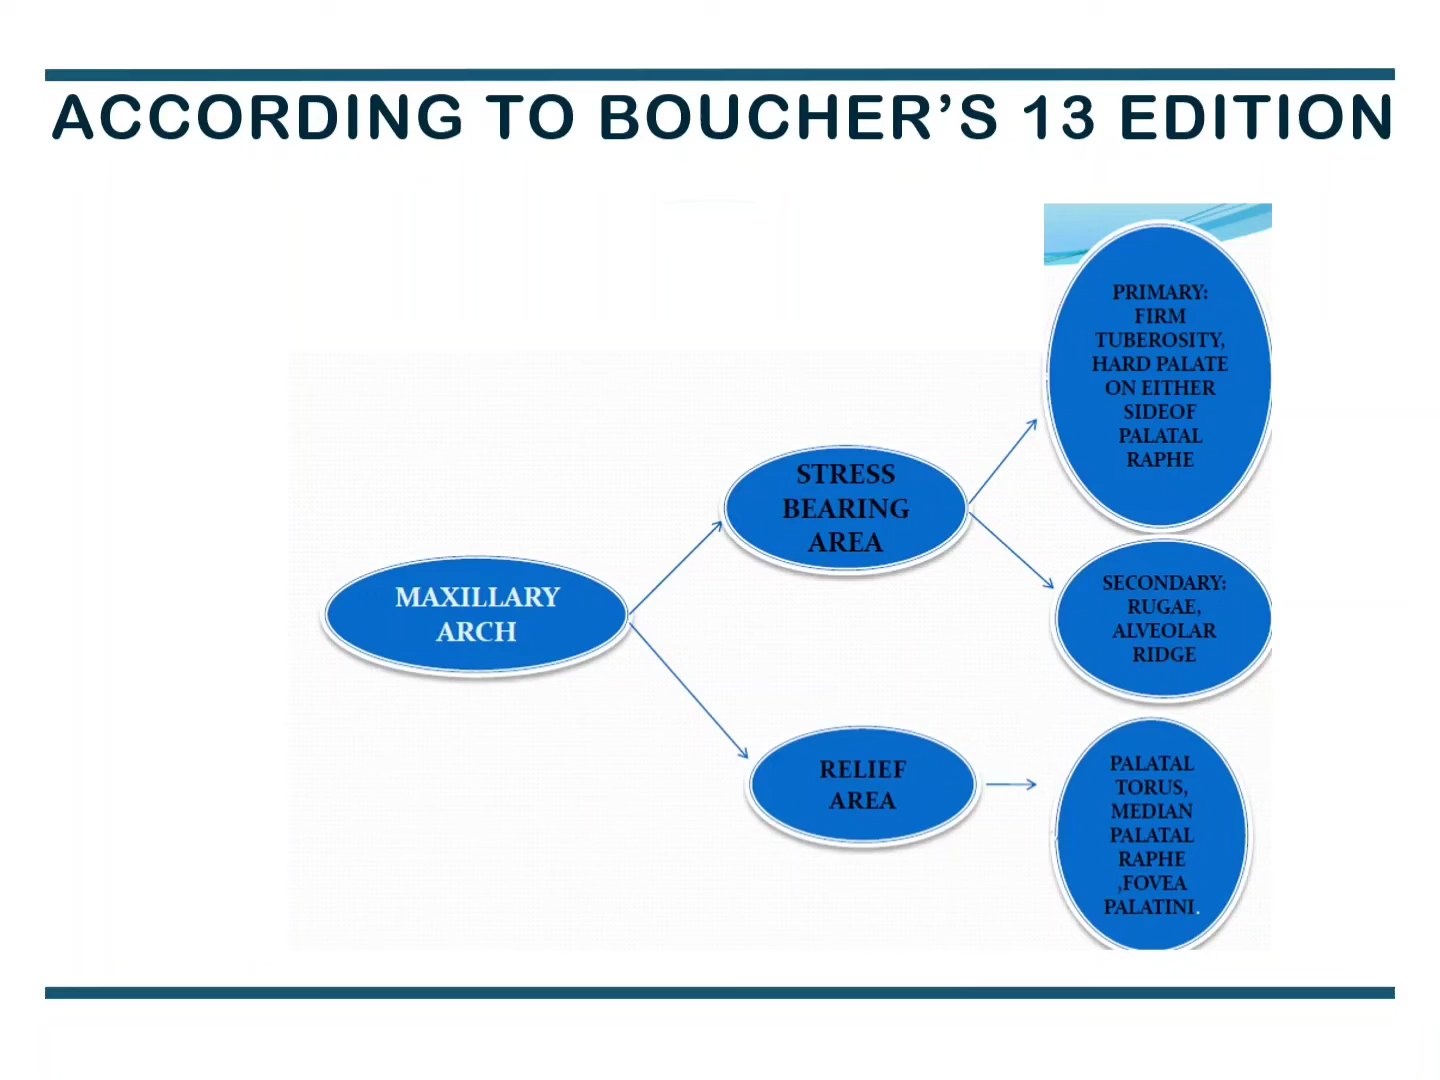 ACCORDING TO BOUCHER’S 13 EDITION
PRIMARY:
FIRM
TUBEROSITY,
HARD PALATE
ON EITHER
SIDEOF
PALATAL
RAPHE
STRESS
BEARING
AREA
MAXILLARY
ARCH
SECONDARY:
RUGAE,
ALVEOLAR
RIDGE
RELIEF
AREA
PALATAL
TORUS,
MEDIAN
PALATAL
RAPHE
,FOVEA
PALATINI.